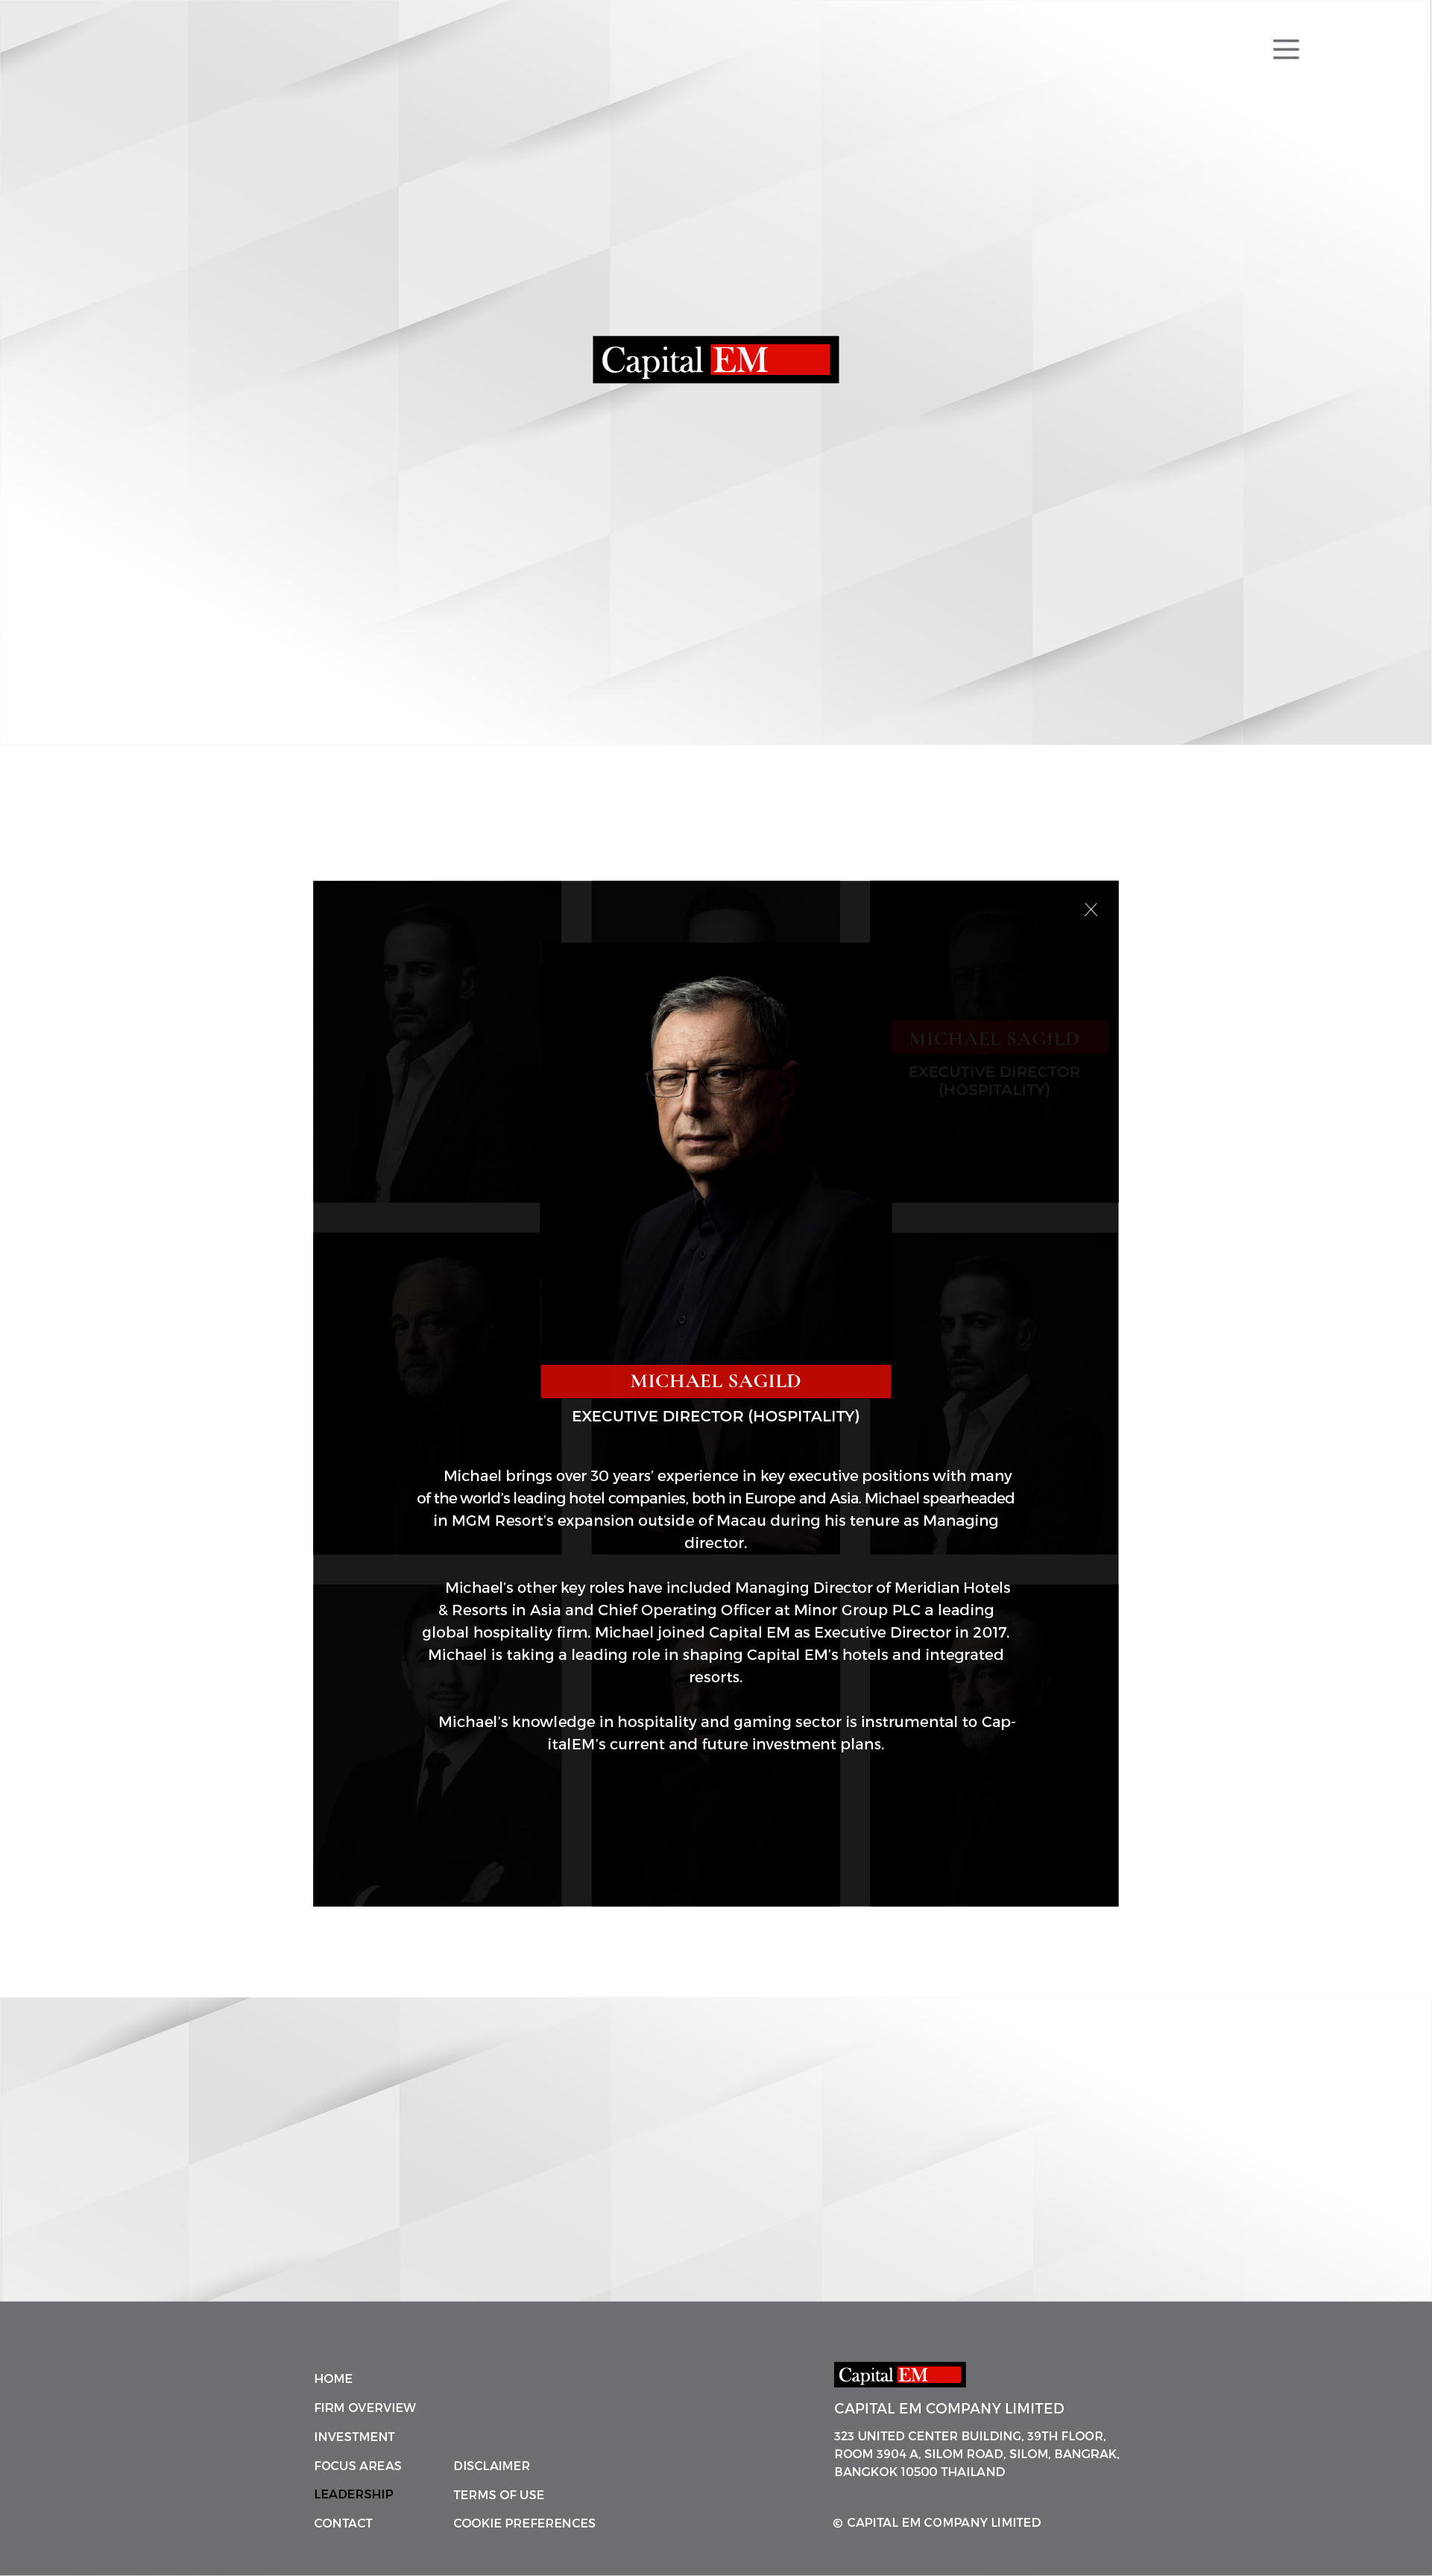 Capital EM
MICHAEL SAGILD
EXECUTIVE DIRECTOR
(HOSPITALITY)
MICHAEL SAGILD
EXECUTIVE DIRECTOR (HOSPITALITY)
Michael brings over 30 years’ experience in key executive positions with many
of the world’s leading hotel companies, both in Europe and Asia. Michael spearheaded
in MGM Resort’s expansion outside of Macau during his tenure as Managing
director.
Michael’s other key roles have included Managing Director of Meridian Hotels
& Resorts in Asia and Chief Operating Officer at Minor Group PLC a leading
global hospitality firm. Michael joined Capital EM as Executive Director in 2017.
Michael is taking a leading role in shaping Capital EM’s hotels and integrated
resorts.
Michael’s knowledge in hospitality and gaming sector is instrumental to Cap-
italEM’s current and future investment plans.
HOME
FIRM OVERVIEW
INVESTMENT
FOCUS AREAS
LEADERSHIP
CONTACT
DISCLAIMER
TERMS OF USE
COOKIE PREFERENCES
Capital EM
CAPITAL EM COMPANY LIMITED
323 UNITED CENTER BUILDING, 39TH FLOOR,
ROOM 3904 A, SILOM ROAD, SILOM, BANGRAK,
BANGKOK 10500 THAILAND
© CAPITAL EM COMPANY LIMITED